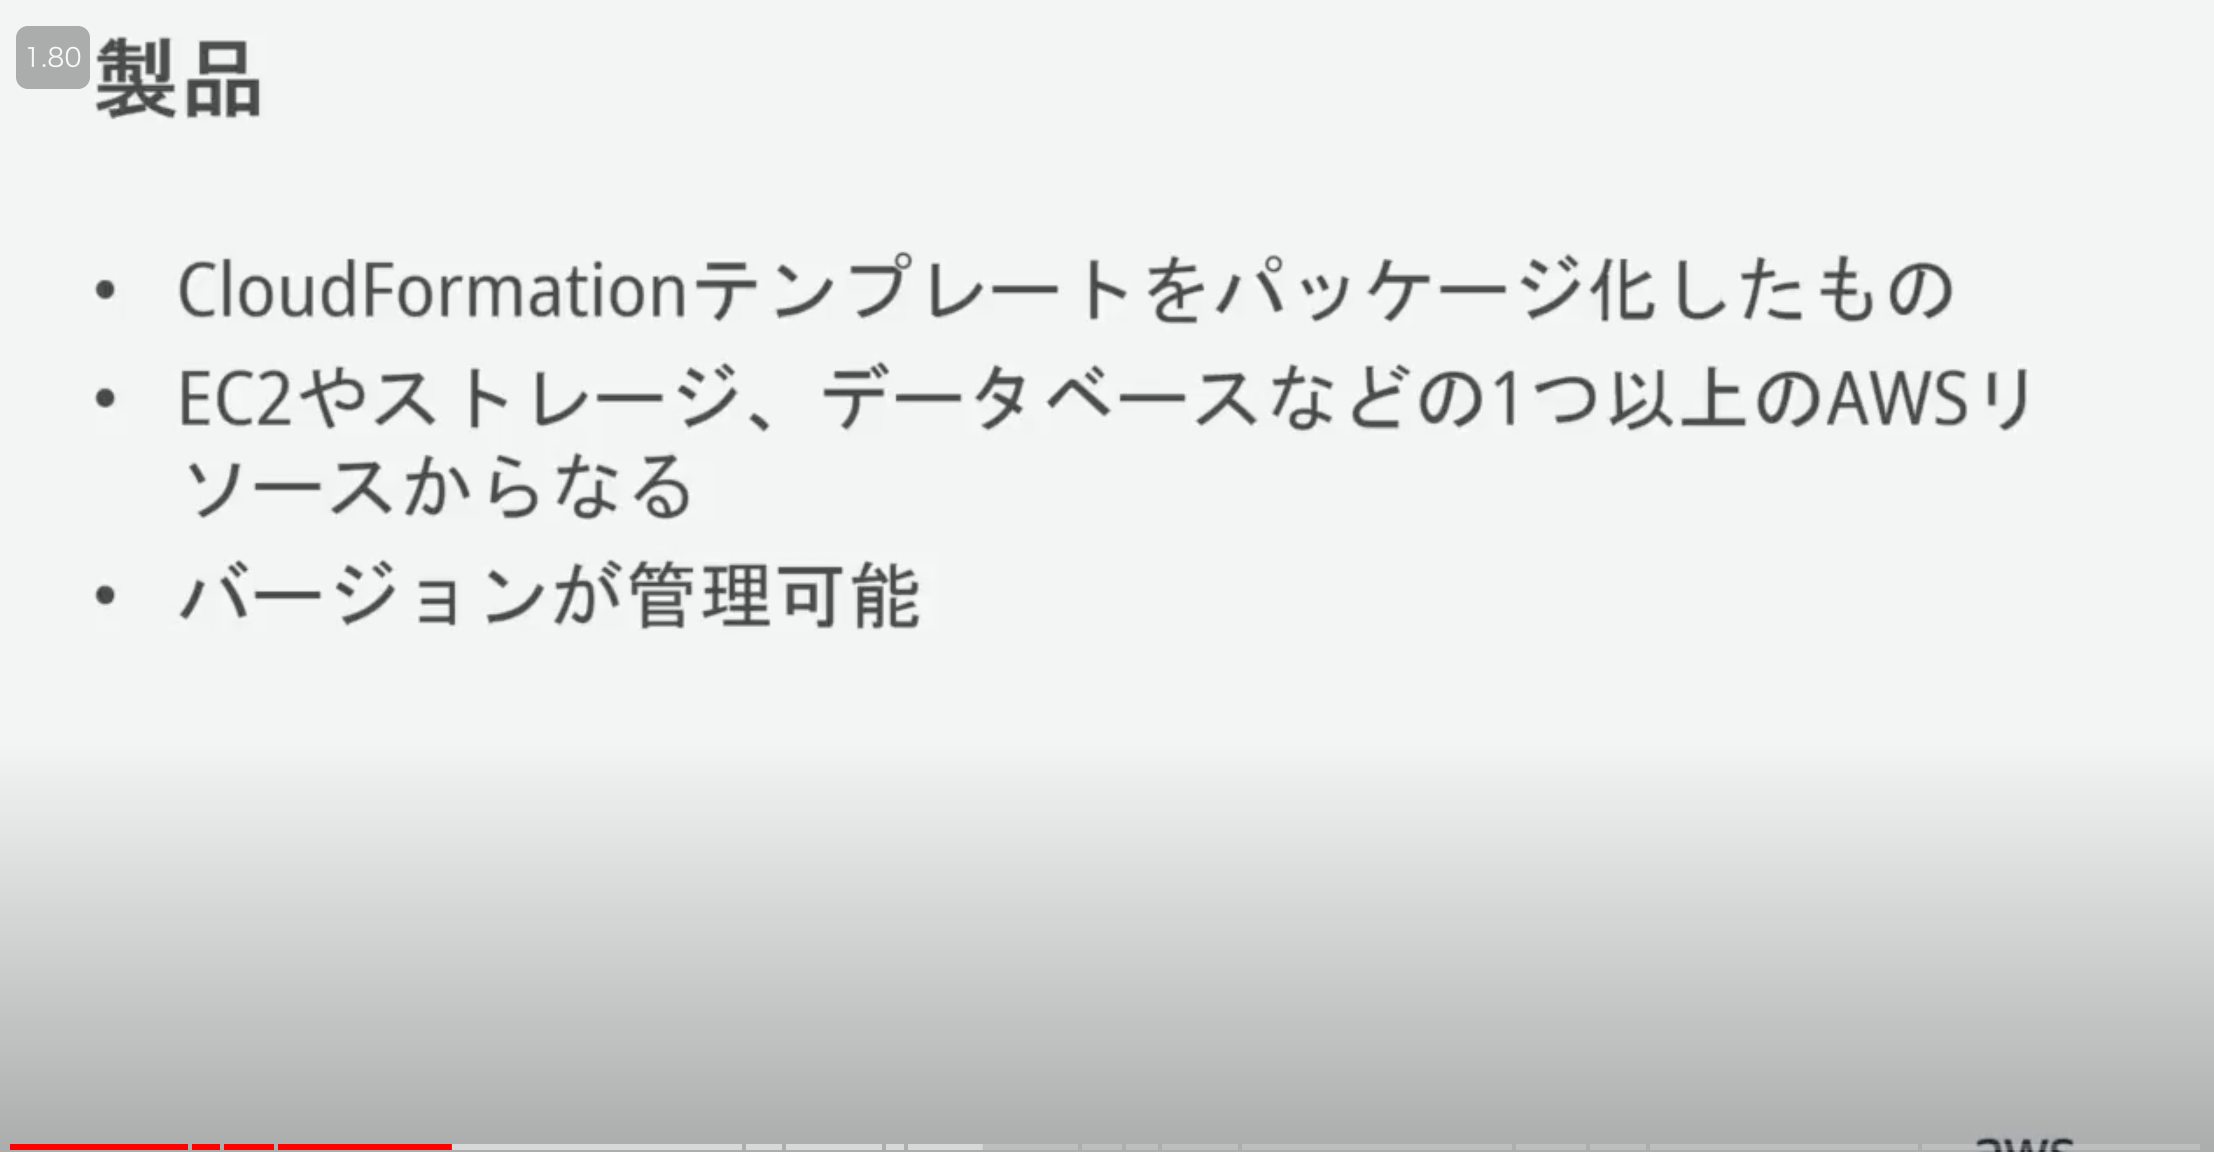 1.80
製品
• CloudFormationテンプレートをパッケージ化したもの
• EC2やストレージ、データベースなどの1つ以上のAWSリ
ソースからなる
• バージョンが管理可能
aws